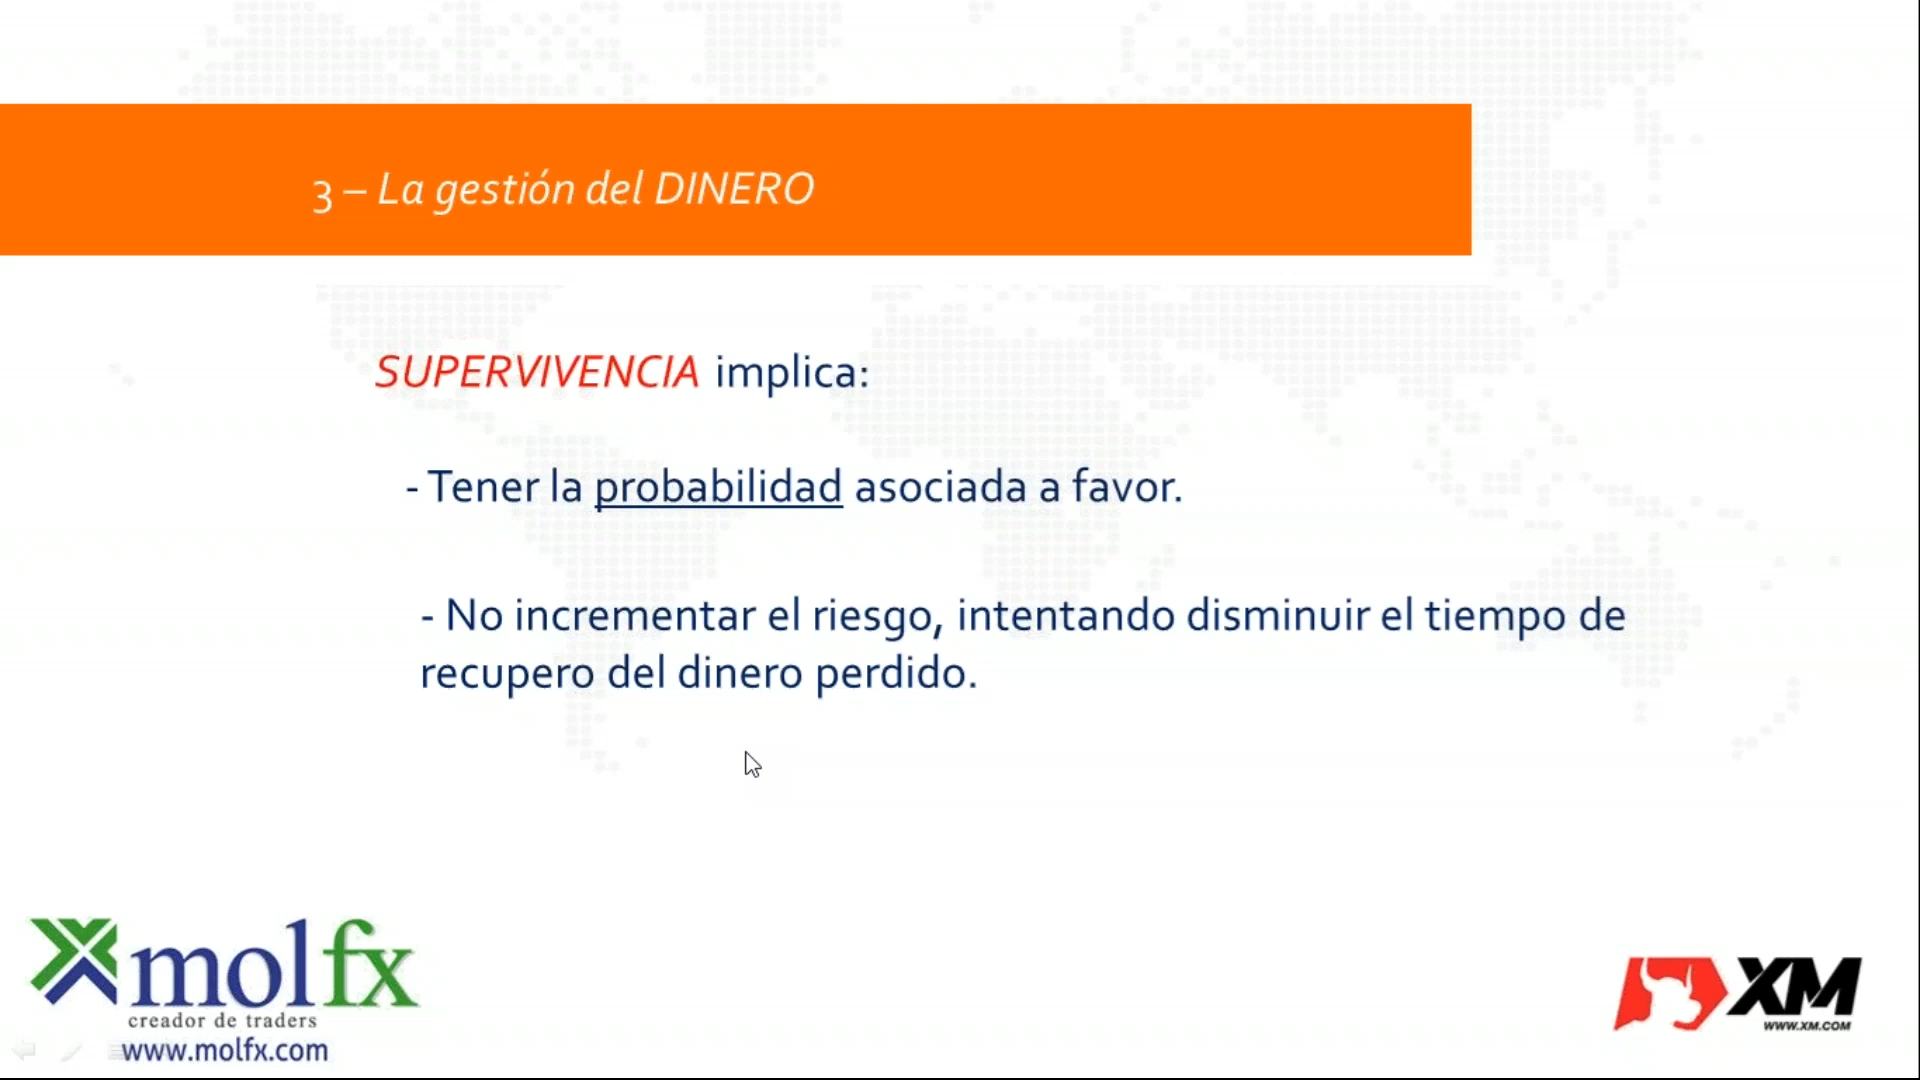 3 – La gestión del DINERO
SUPERVIVENCIA implica:
- Tener la probabilidad asociada a favor.
- No incrementar el riesgo, intentando disminuir el tiempo de
recupero del dinero perdido.
molfx
creador de traders
www.molfx.com
XM
WWW.XM.COM